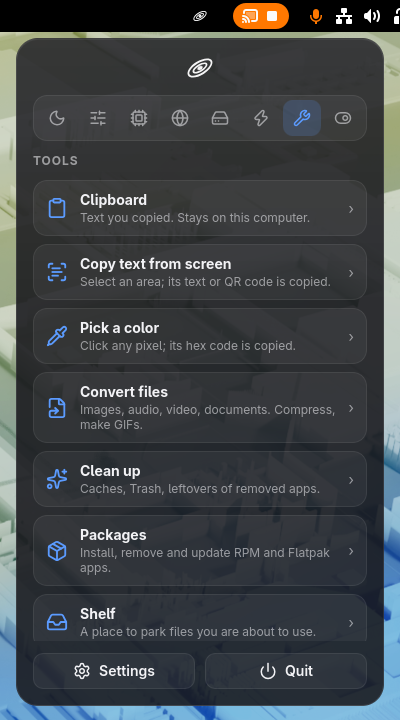 TOOLS
Clipboard
Text you copied. Stays on this computer.
Copy text from screen
Select an area; its text or QR code is copied.
Pick a color
Click any pixel; its hex code is copied.
Convert files
Images, audio, video, documents. Compress,
make GIFs.
Clean up
Caches, Trash, leftovers of removed apps.
Packages
Install, remove and update RPM and Flatpak
apps.
Shelf
A place to park files you are about to use.
Settings
Quit